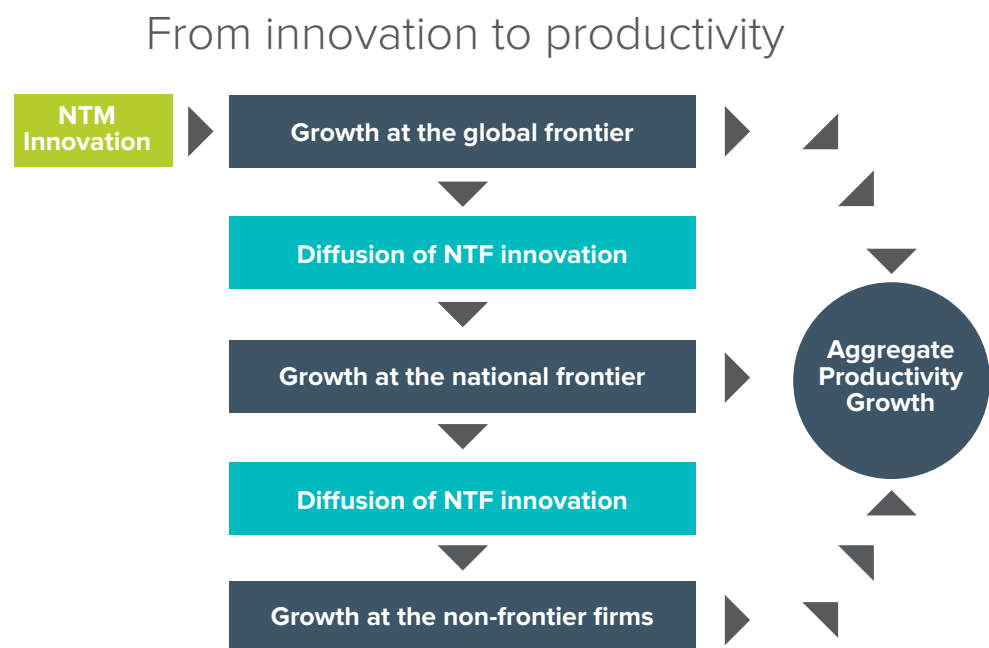 From innovation to productivity
NTM
Innovation
Growth at the global frontier
Diffusion of NTF innovation
Growth at the national frontier
Aggregate
Productivity
Growth
Diffusion of NTF innovation
Growth at the non-frontier firms